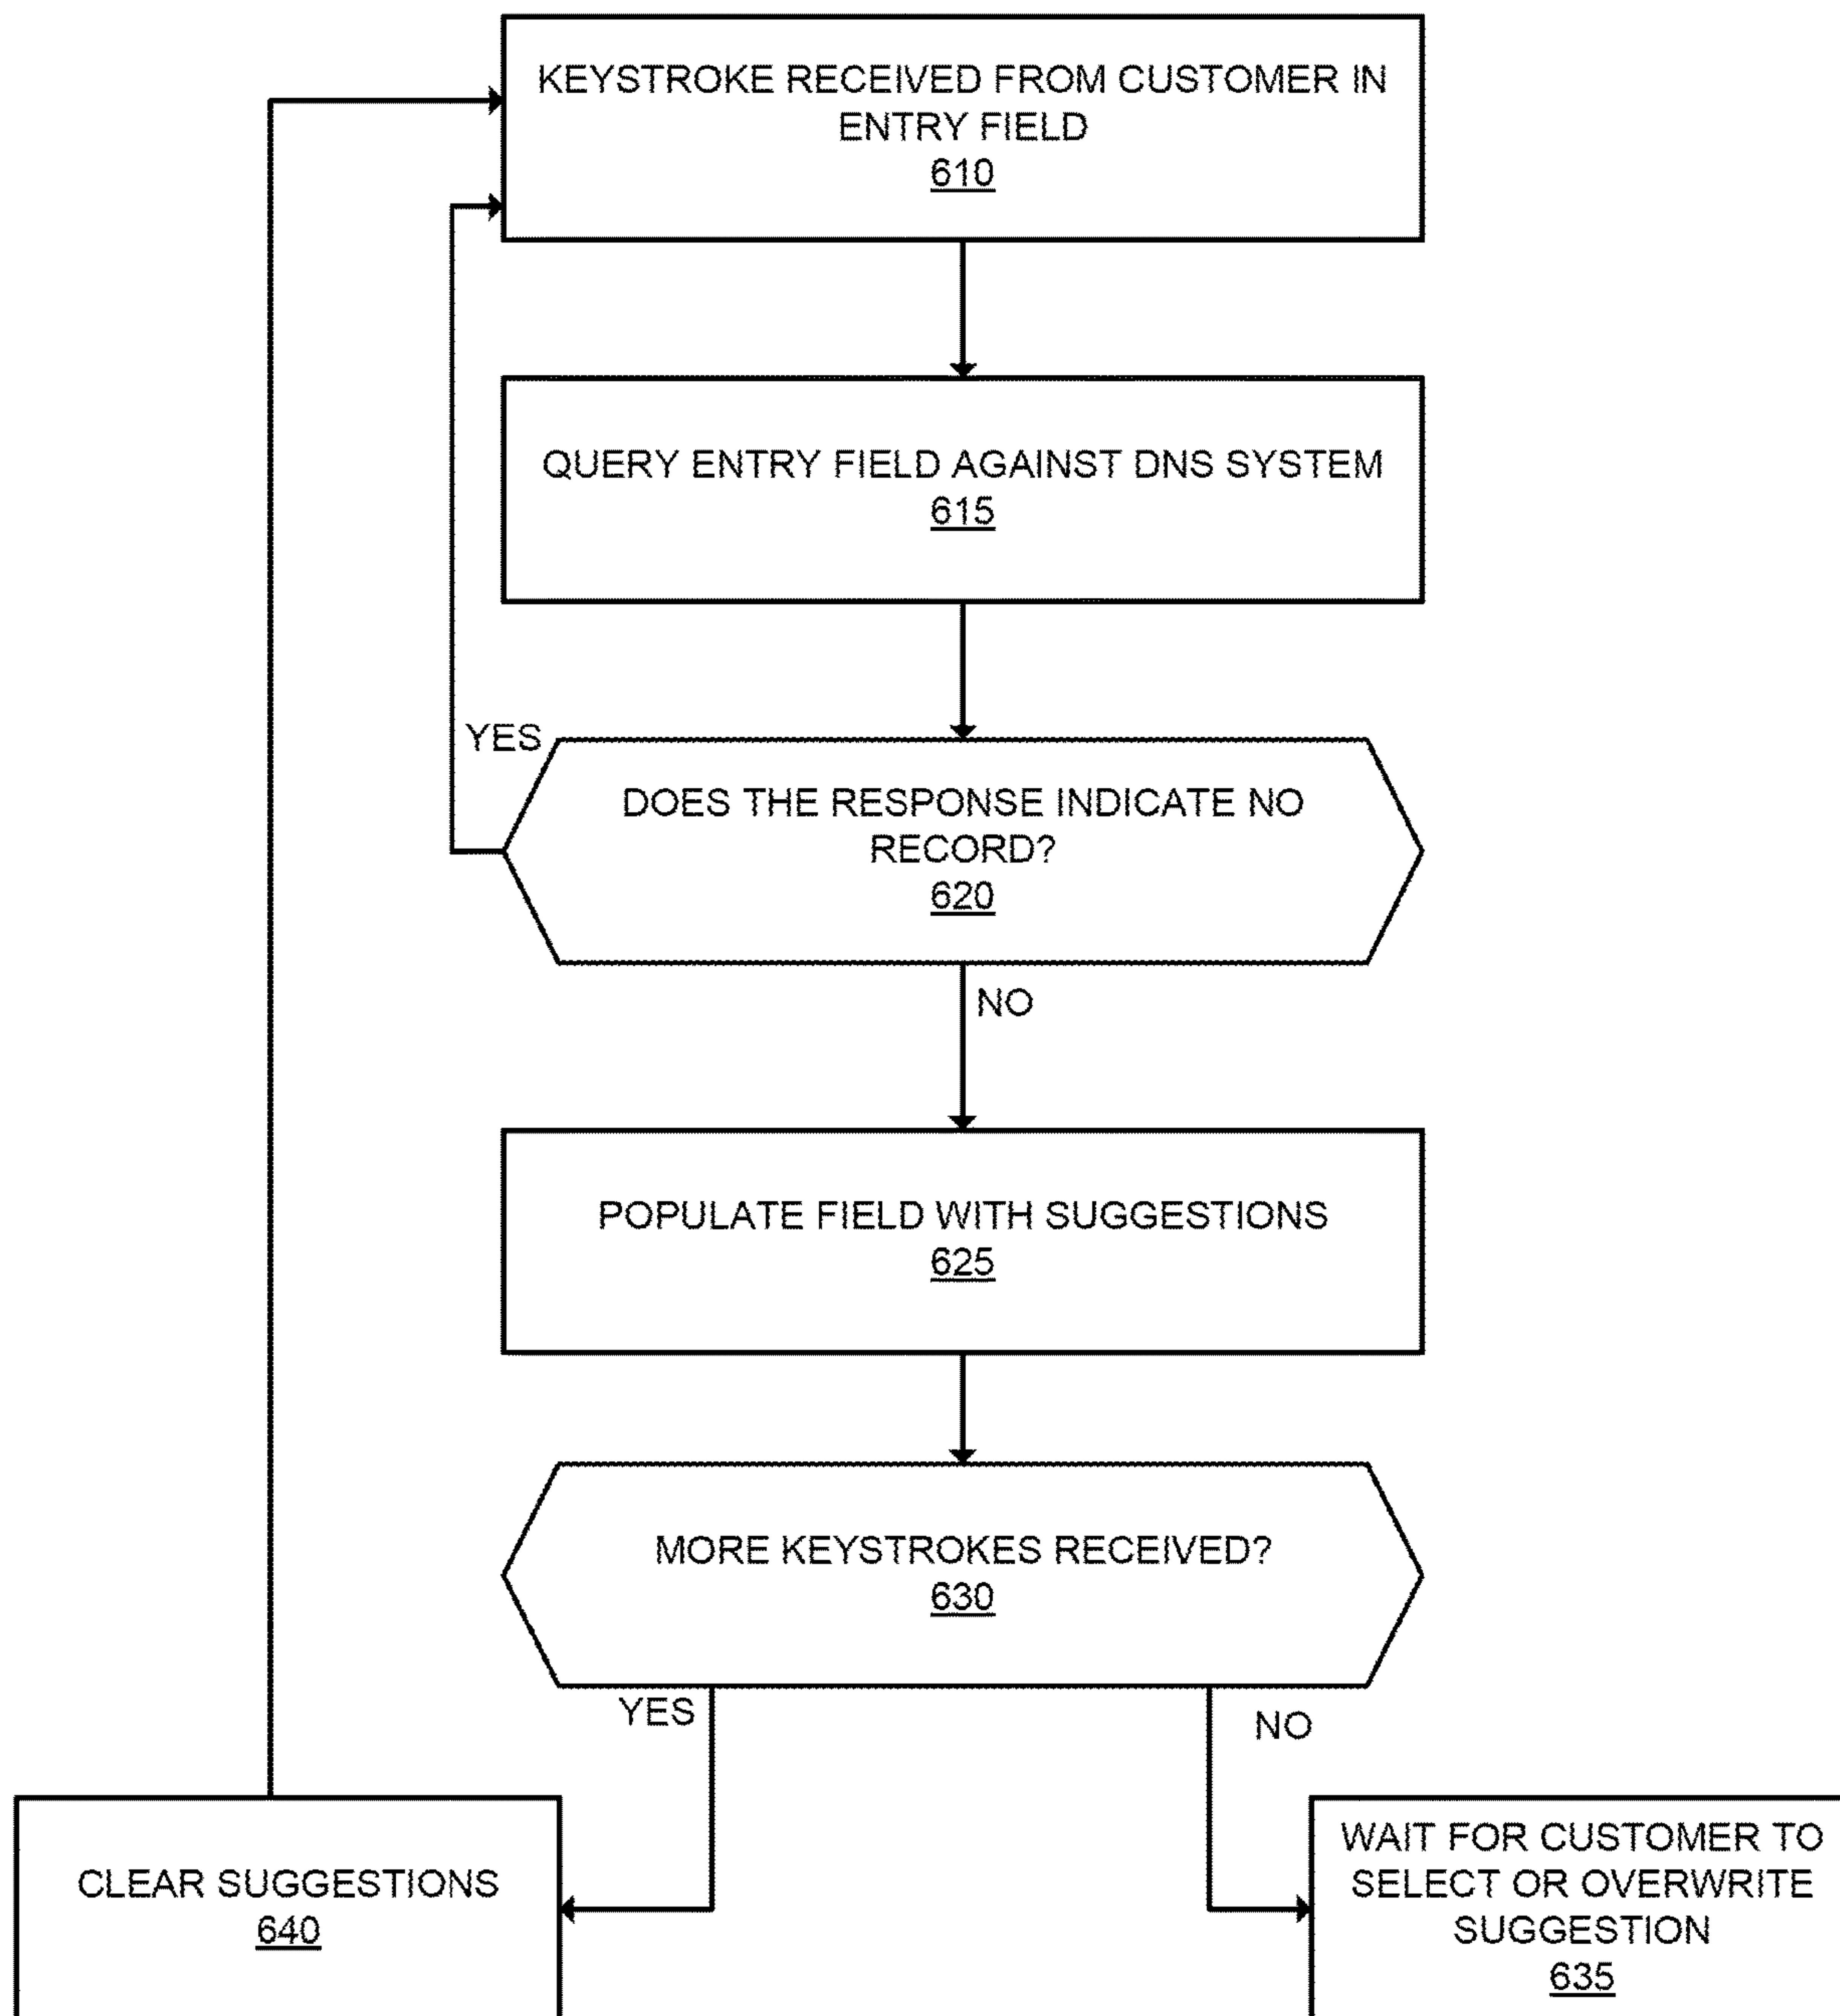 KEYSTROKE RECEIVED FROM CUSTOMER IN
ENTRY FIELD
610
QUERY ENTRY FIELD AGAINST DNS SYSTEM
615
YES
DOES THE RESPONSE INDICATE NO
RECORD?
620
NO
POPULATE FIELD WITH SUGGESTIONS
625
MORE KEYSTROKES RECEIVED?
630
YES
NO
CLEAR SUGGESTIONS
640
WAIT FOR CUSTOMER TO
SELECT OR OVERWRITE
SUGGESTION
635